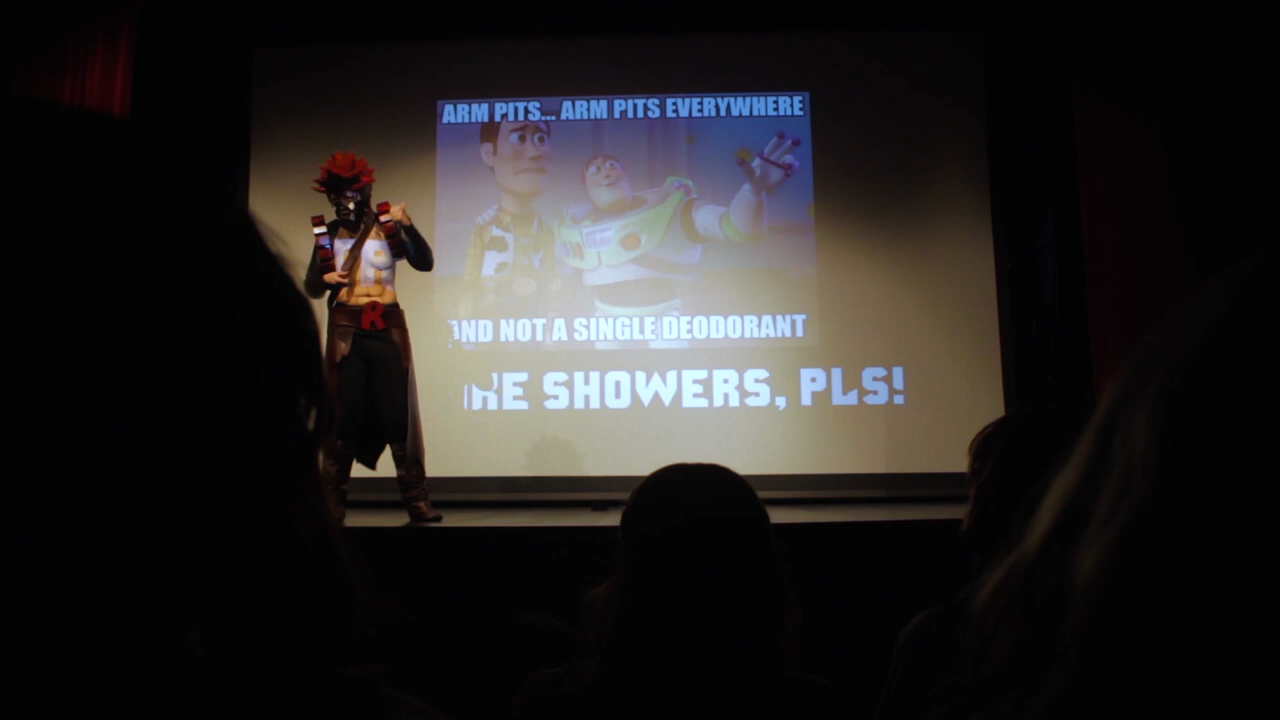 ARM PITS... ARM PITS EVERYWHERE
AND NOT A SINGLE DEODORANT
SHOWERS, PLS!
R